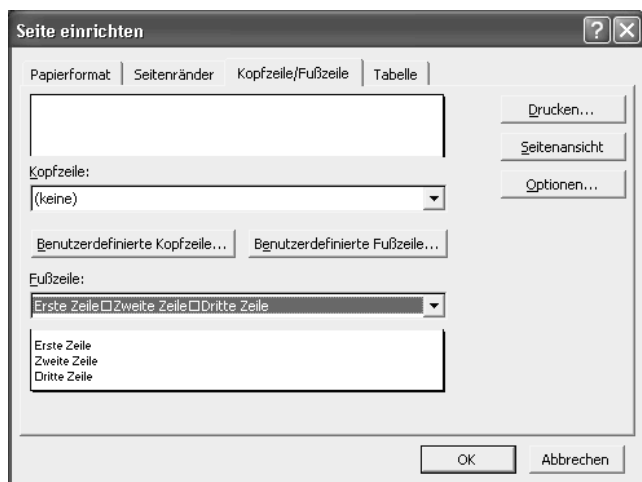 Seite einrichten
Papierformat Seitenränder Kopfzeile/Fußzeile Tabelle
Drucken...
Seitenansicht
Kopfzeile:
Optionen...
(keine)
Benutzerdefinierte Kopfzeile... Benutzerdefinierte Fußzeile...
Fußzeile:
Erste Zeile□Zweite Zeile□Dritte Zeile
Erste Zeile
Zweite Zeile
Dritte Zeile
OK Abbrechen